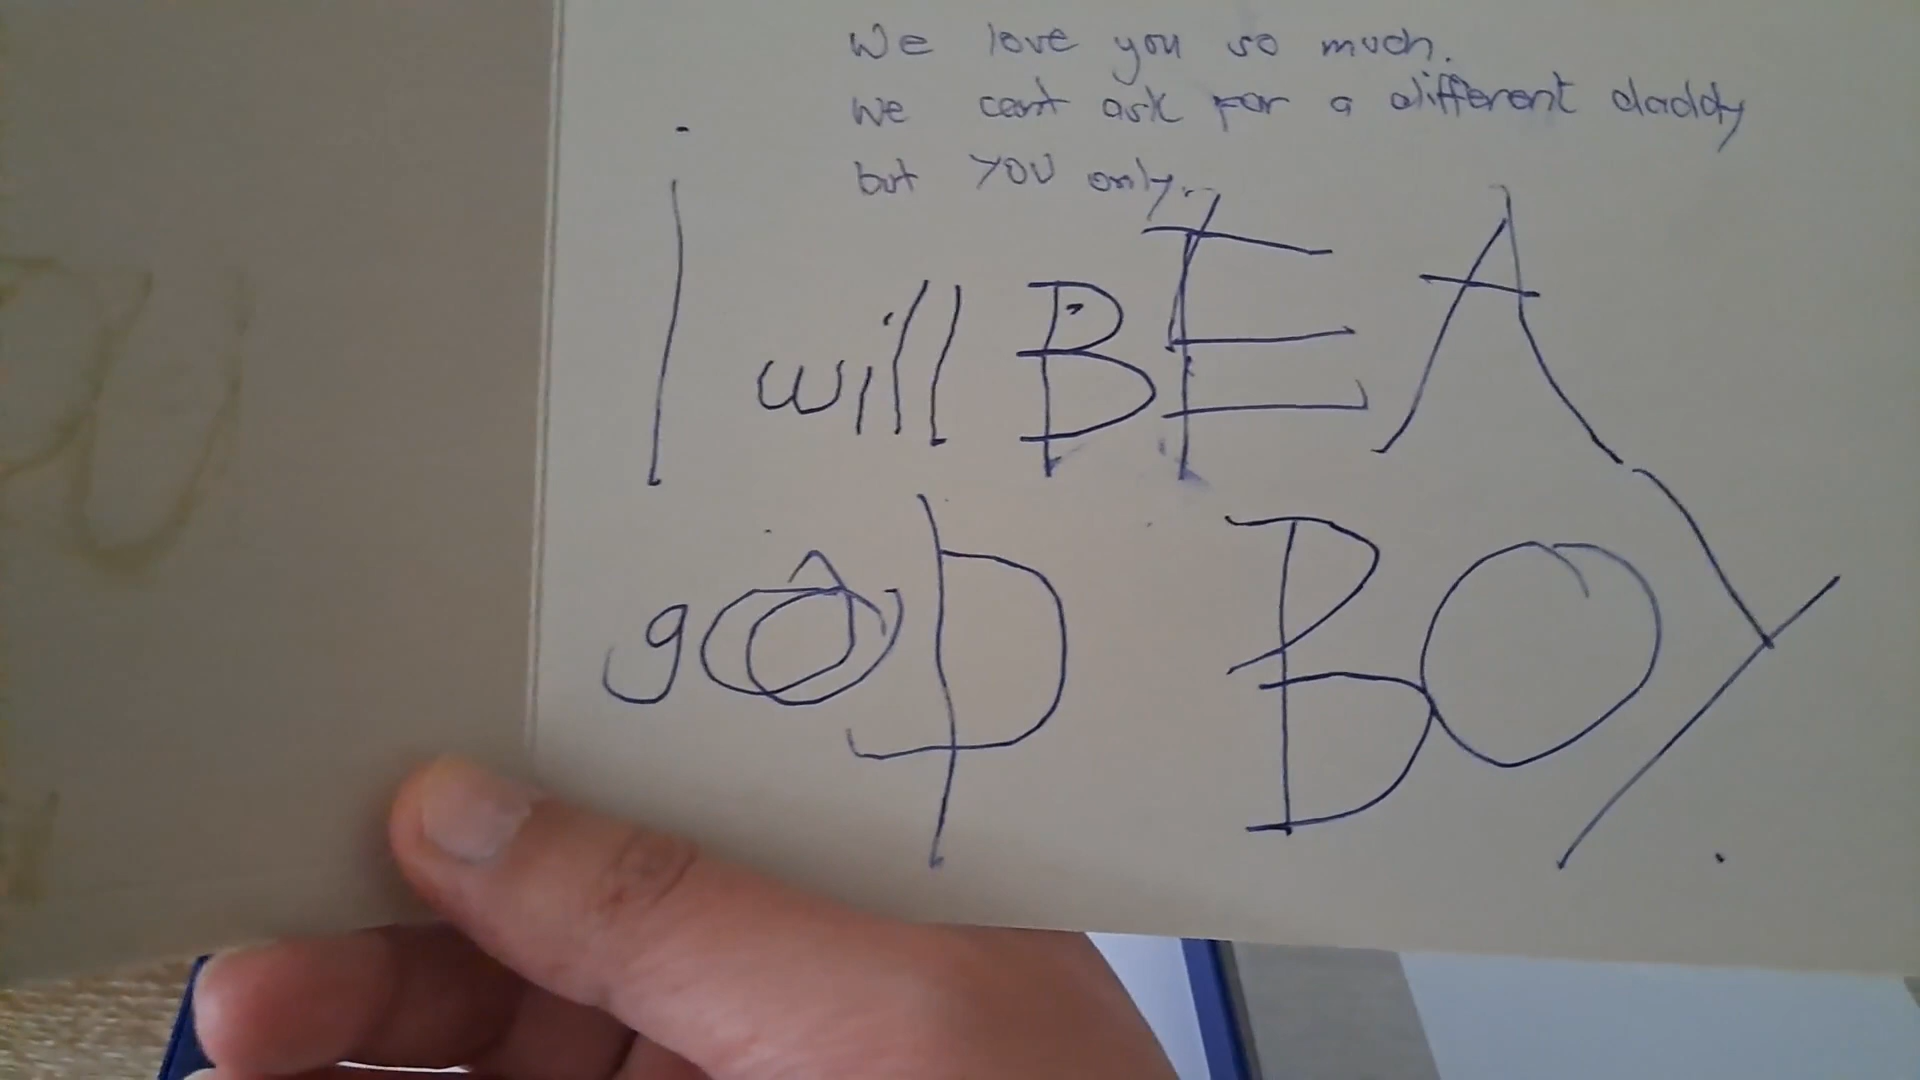 We love you so much.
We cant ask for a different daddy
but YOU only.
I will BE A
gooD BOY.